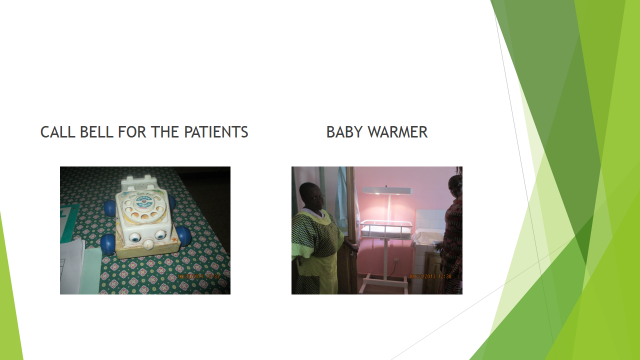 CALL BELL FOR THE PATIENTS
BABY WARMER